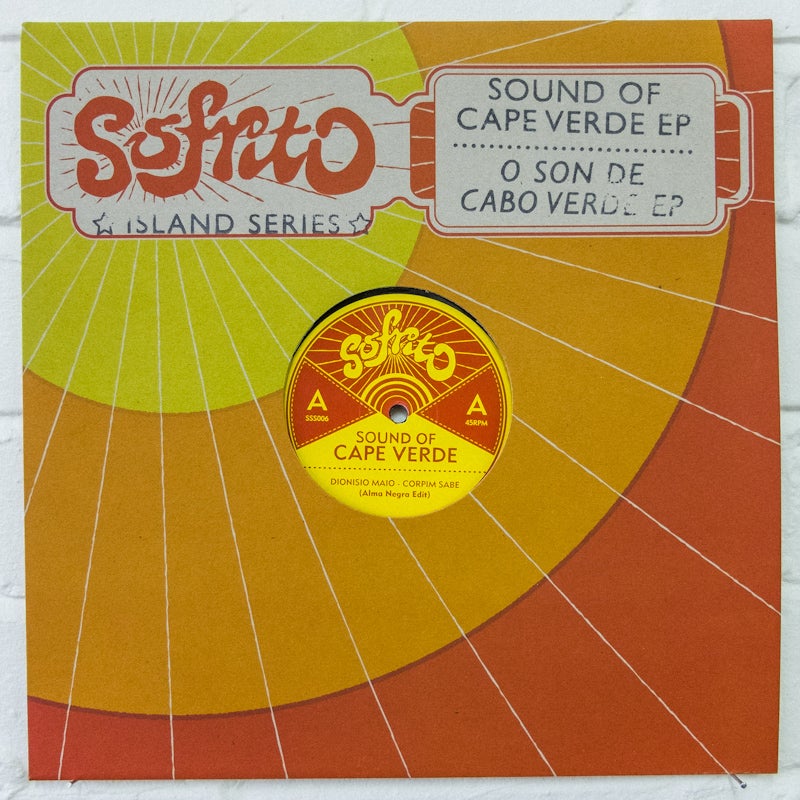 Sofrito
☆ ISLAND SERIES ☆
SOUND OF
CAPE VERDE EP
O SON DE
CABO VERDE EP
Sofrito
A
SSS006
A
45RPM
SOUND OF
CAPE VERDE
DIONISIO MAIO - CORPIM SABE
(Alma Negra Edit)